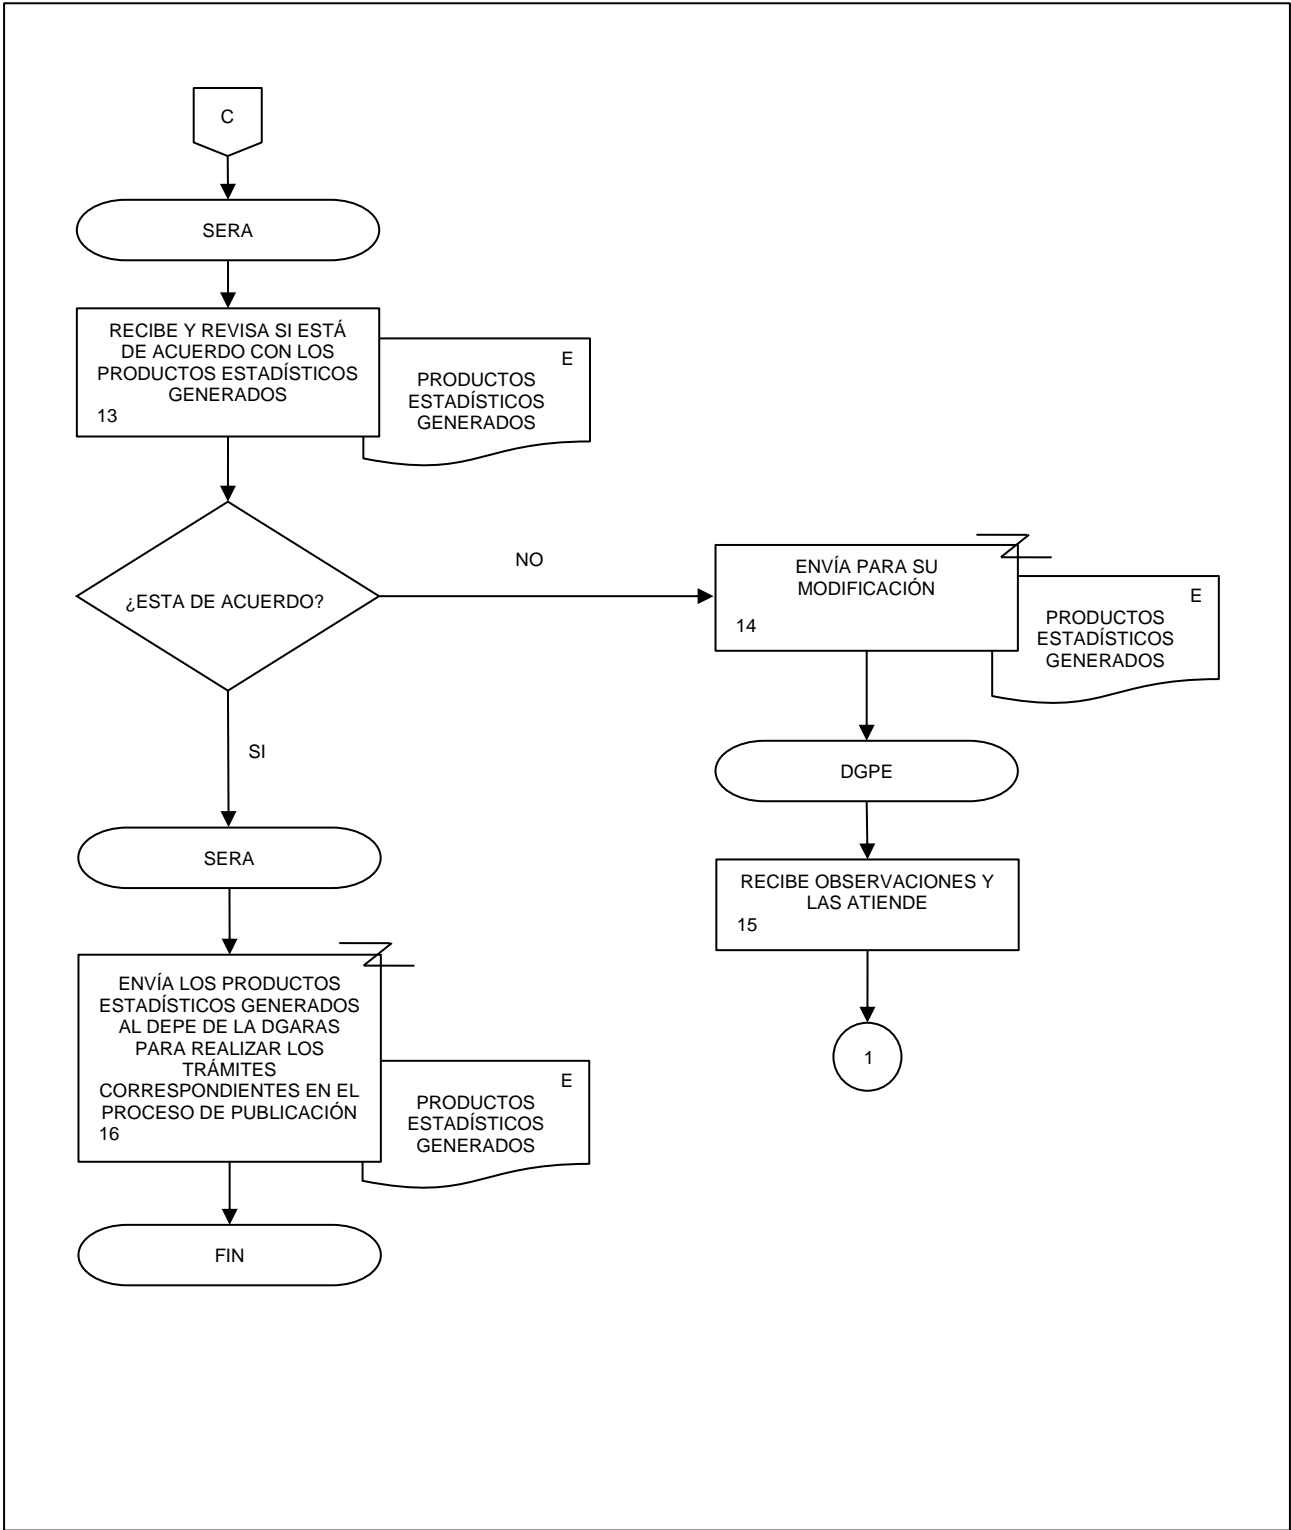 C
SERA
RECIBE Y REVISA SI ESTÁ
DE ACUERDO CON LOS
PRODUCTOS ESTADÍSTICOS
GENERADOS
13
E
PRODUCTOS
ESTADÍSTICOS
GENERADOS
¿ESTA DE ACUERDO?
NO
ENVÍA PARA SU
MODIFICACIÓN
14
E
PRODUCTOS
ESTADÍSTICOS
GENERADOS
DGPE
RECIBE OBSERVACIONES Y
LAS ATIENDE
15
1
SI
SERA
ENVÍA LOS PRODUCTOS
ESTADÍSTICOS GENERADOS
AL DEPE DE LA DGARAS
PARA REALIZAR LOS
TRÁMITES
CORRESPONDIENTES EN EL
PROCESO DE PUBLICACIÓN
16
E
PRODUCTOS
ESTADÍSTICOS
GENERADOS
FIN